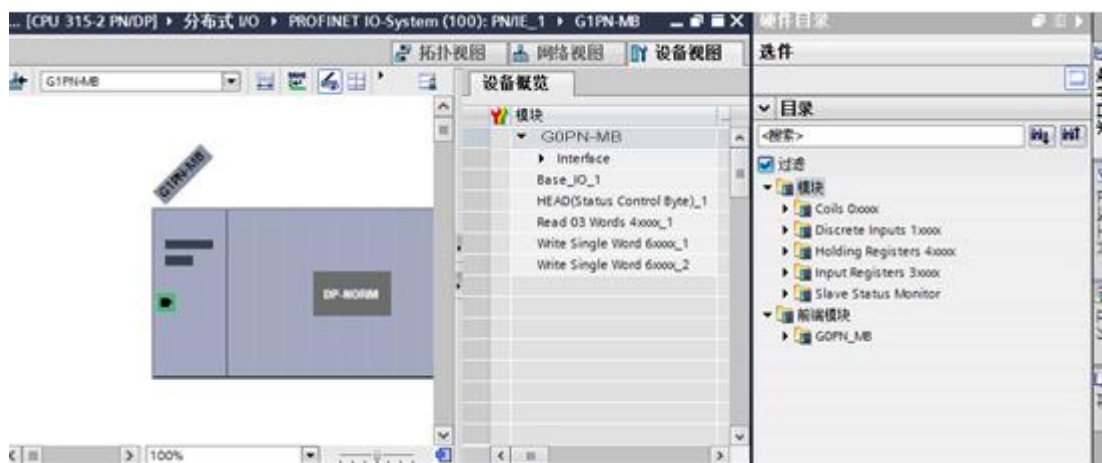 ... [CPU 315-2 PN/DP] ▸ 分布式 I/O ▸ PROFINET IO-System (100): PN/IE_1 ▸ G1PN-MB
硬件目录
拓扑视图 网络视图 设备视图
选件
G1PN-MB
设备概览
模块
G0PN-MB
Interface
Base_IO_1
HEAD(Status Control Byte)_1
Read 03 Words 4xxxx_1
Write Single Word 6xxxx_1
Write Single Word 6xxxx_2
G1PN-MB
DP-NORM
100%
目录
<搜索>
过滤
模块
Coils 0xxxx
Discrete Inputs 1xxxx
Holding Registers 4xxxx
Input Registers 3xxxx
Slave Status Monitor
前端模块
G0PN_MB